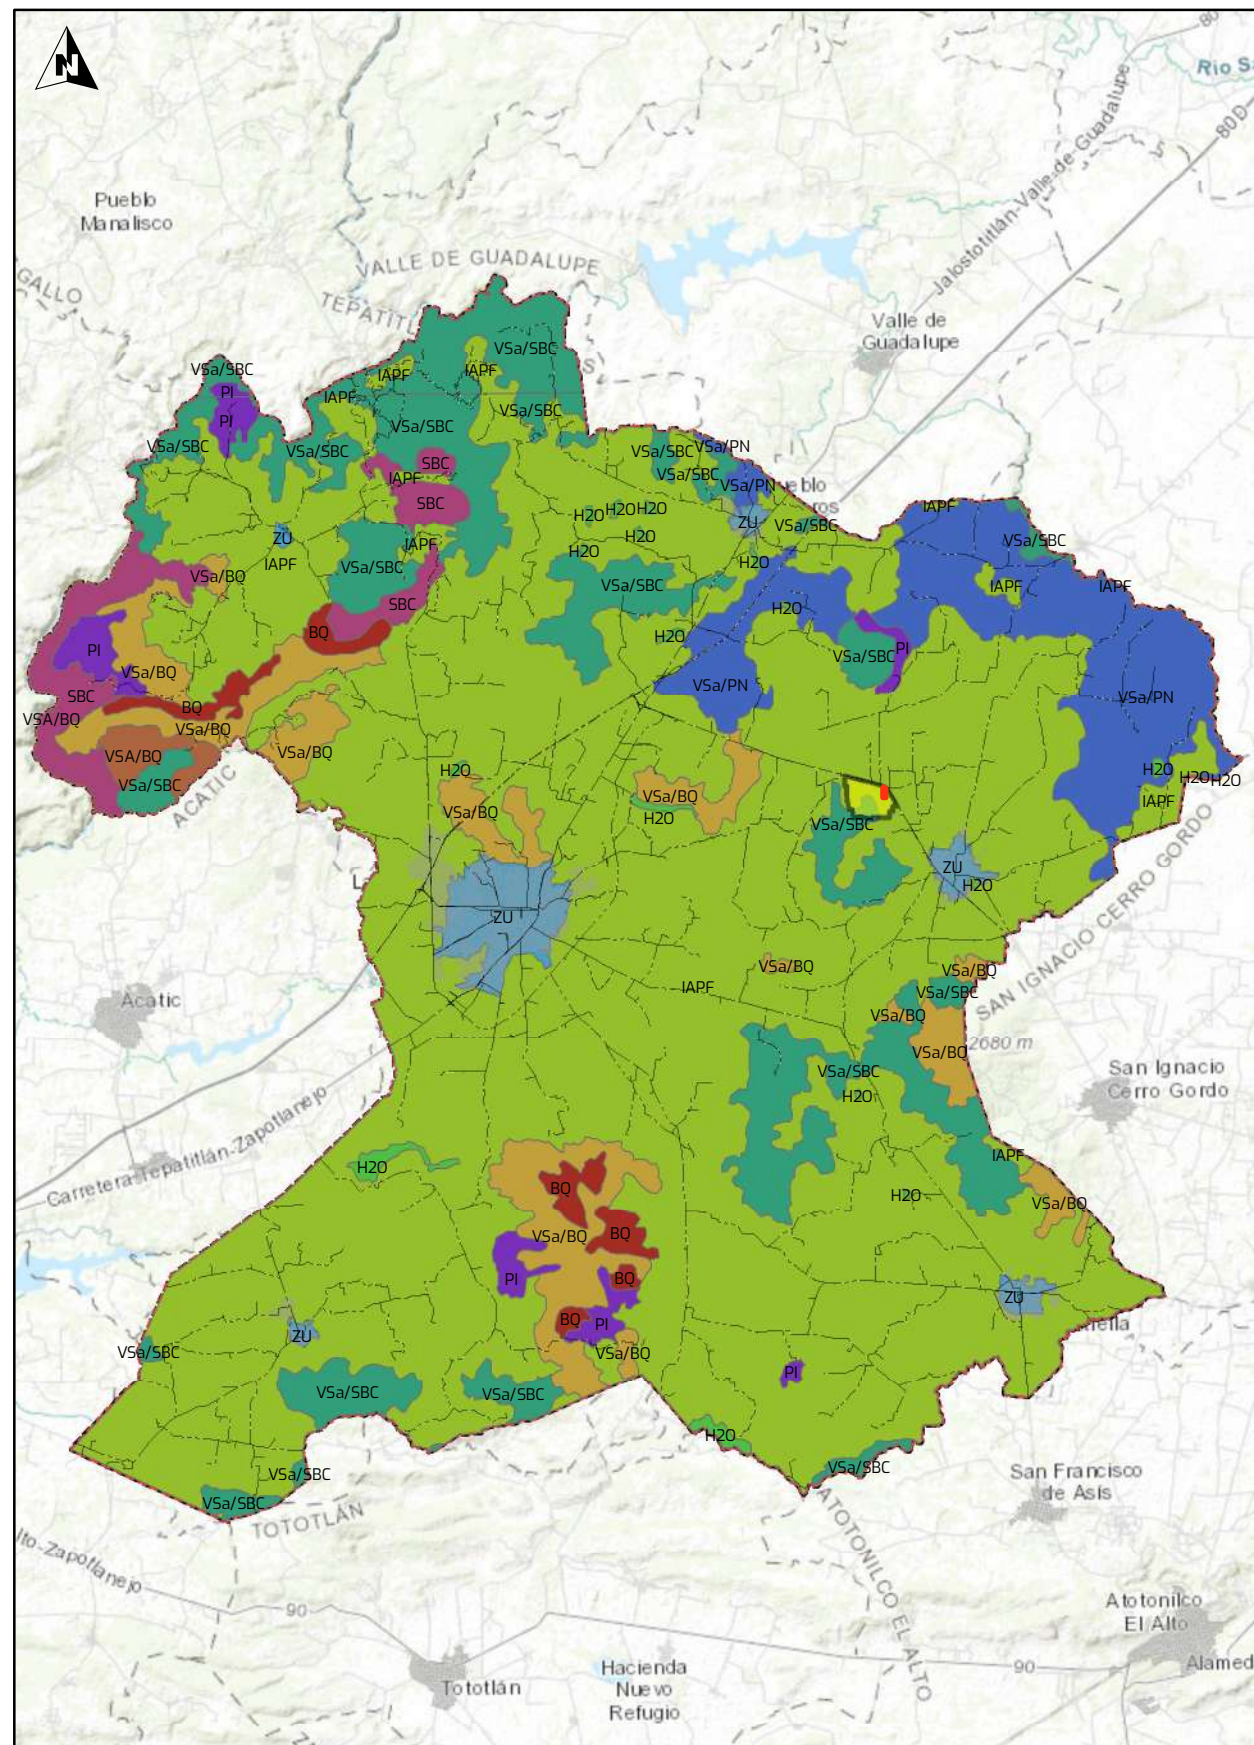 N
Río Sa
80D
Jalostotitlán-Valle-de-Guadalupe
Pueblo
Manalisco
VALLE DE GUADALUPE
GALLO
TEPATITL
Valle de
Guadalupe
VSa/SBC
VSa/SBC
IAPF
IAPF
PI
IAPF
PI
VSa/SBC
VSa/SBC
VSa/SBC
VSa/SBC
VSa/SBC
VSa/PN
SBC
VSa/SBC
IAPF
VSa/PN
ueblo
SBC
ros
IAPF
H2O
H2O
H2O
ZU
VSa/SBC
ZU
H2O
IAPF
VSa/SBC
H2O
IAPF
H2O
VSa/SBC
VSa/BQ
VSa/SBC
IAPF
IAPF
SBC
H2O
BQ
H2O
PI
VSa/SBC
PI
VSa/BQ
VSa/PN
SBC
VSa/PN
BQ
VSA/BQ
VSa/BQ
VSA/BQ
VSa/BQ
VSa/SBC
H2O
H2O
H2O
H2O
VSa/BQ
IAPF
ACATIC
VSa/BQ
H2O
VSa/SBC
L
ZU
H2O
ZU
SAN IGNACIO CERRO GORDO
VSa/BQ
VSa/BQ
IAPF
VSa/SBC
Acatic
VSa/BQ
2680 m
VSa/BQ
San Ignacio
Cerro Gordo
VSa/SBC
H2O
Carretera-Tepatitlán-Zapotlanejo
IAPF
H2O
BQ
H2O
VSa/BQ
VSa/BQ
BQ
PI
BQ
ZU
BQ
PI
trella
ZU
VSa/SBC
VSa/BQ
PI
VSa/SBC
VSa/SBC
H2O
VSa/SBC
VSa/SBC
San Francisco
de Asís
VSa/SBC
TOTOTLÁN
ATOTONILCO EL ALTO
lto-Zapotlanejo
90
Atotonilco
El Alto
Hacienda
Nuevo
Refugio
90
Alamed
Tototlán